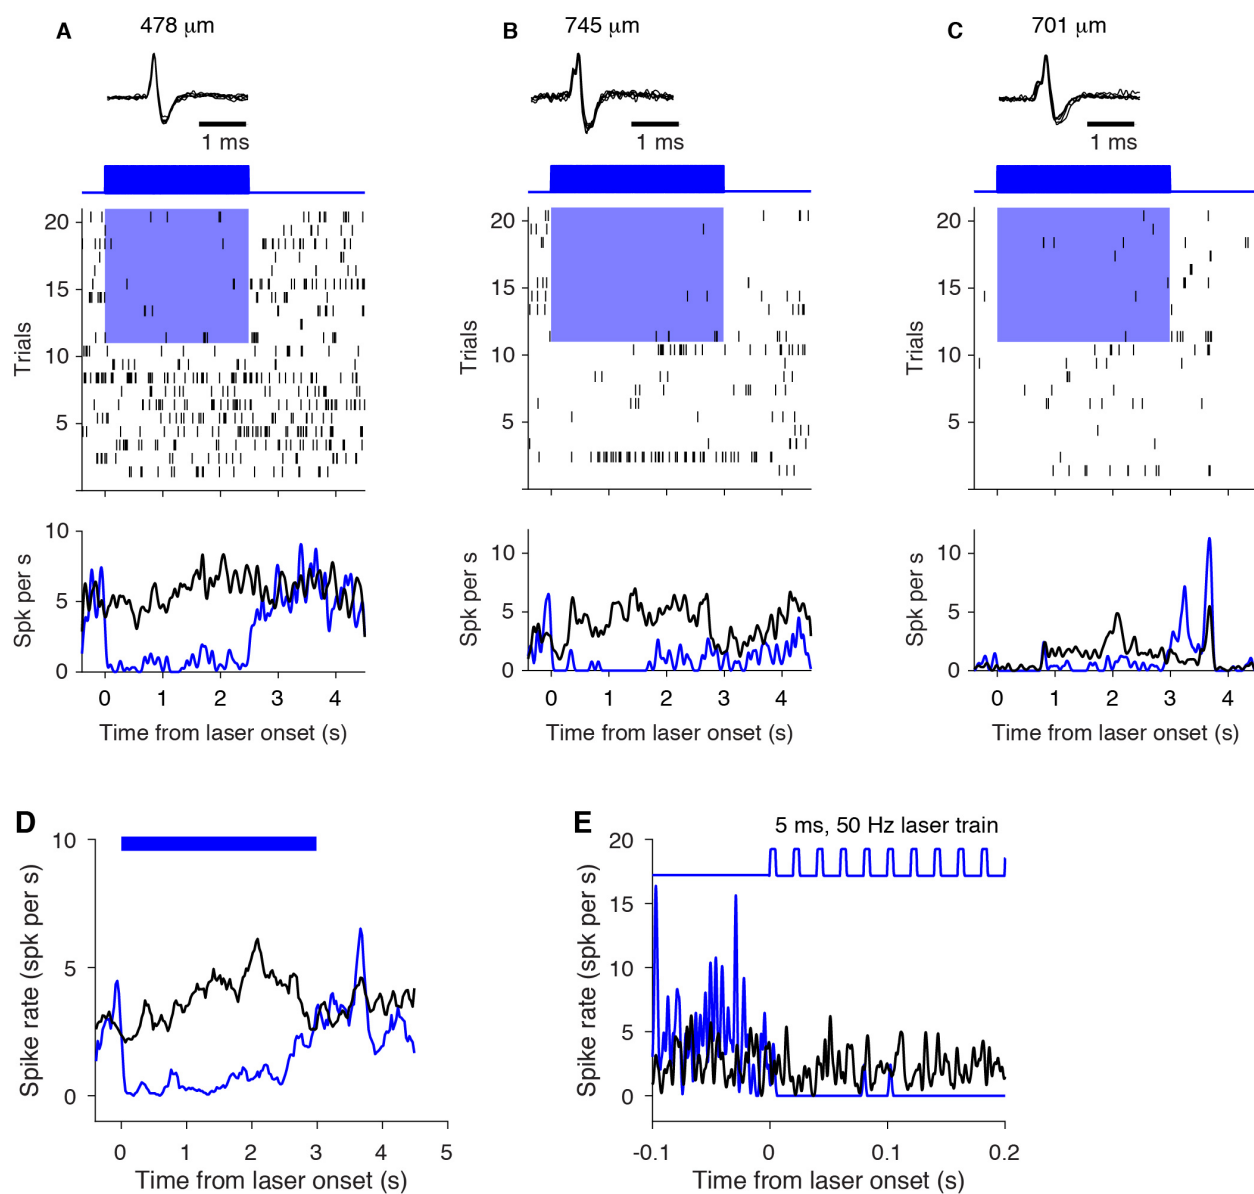 A
478 µm
1 ms
20
15
10
5
Trials
10
5
0
Spk per s
0 1 2 3 4
Time from laser onset (s)
B
745 µm
1 ms
20
15
10
5
Trials
10
5
0
Spk per s
0 1 2 3 4
Time from laser onset (s)
C
701 µm
1 ms
20
15
10
5
Trials
10
5
0
Spk per s
0 1 2 3 4
Time from laser onset (s)
D
10
5
0
Spike rate (spk per s)
0 1 2 3 4 5
Time from laser onset (s)
E
5 ms, 50 Hz laser train
20
15
10
5
0
Spike rate (spk per s)
-0.1 0 0.1 0.2
Time from laser onset (s)